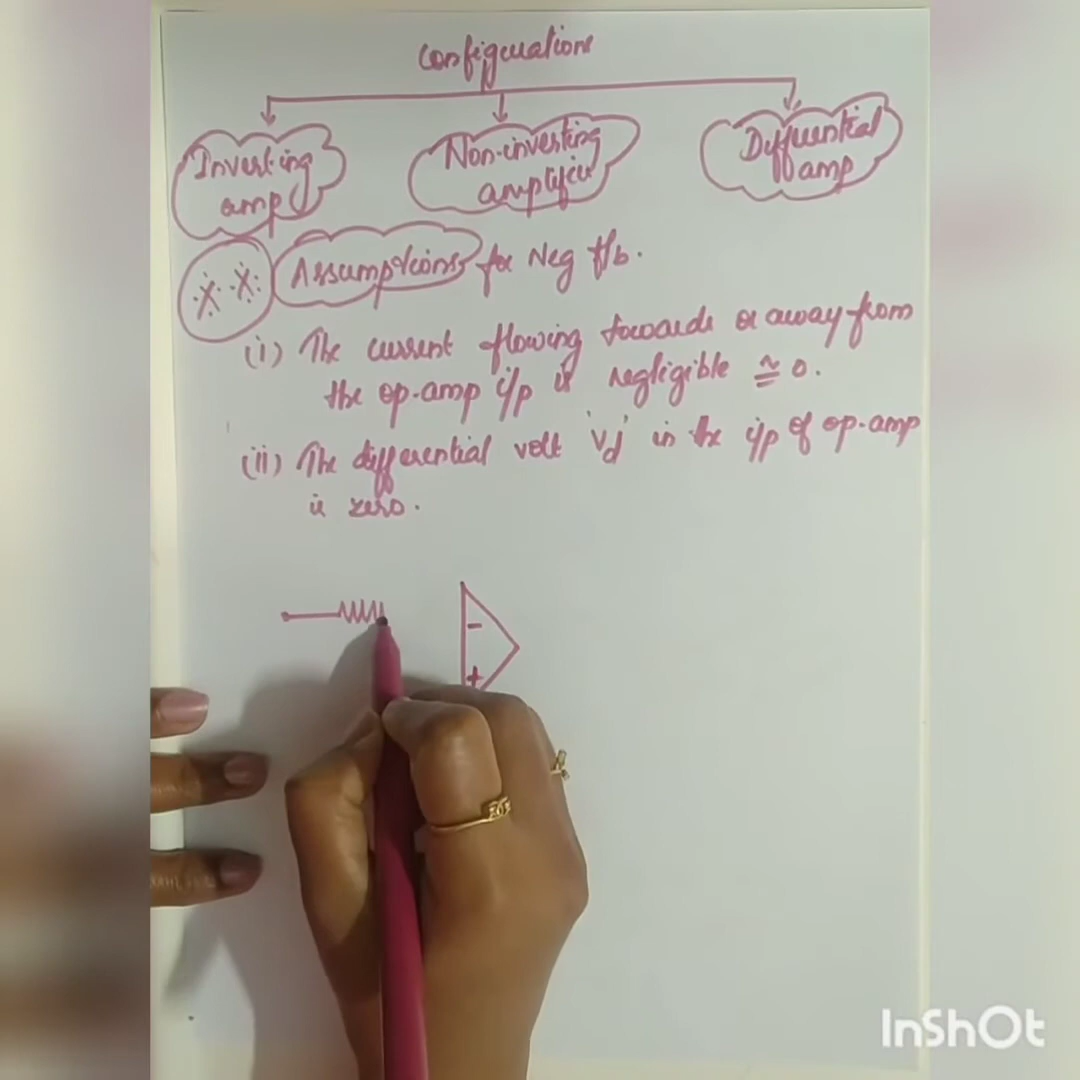 Configurations
Inverting
amp
Non-inverting
amplifier
Differential
amp
Assumptions for Neg f/b.
(i) The current flowing towards or away from
the op-amp i/p is negligible ≅ 0.
(ii) The differential volt 'Vd' in the i/p of op-amp
is zero.
-
+
InShOt